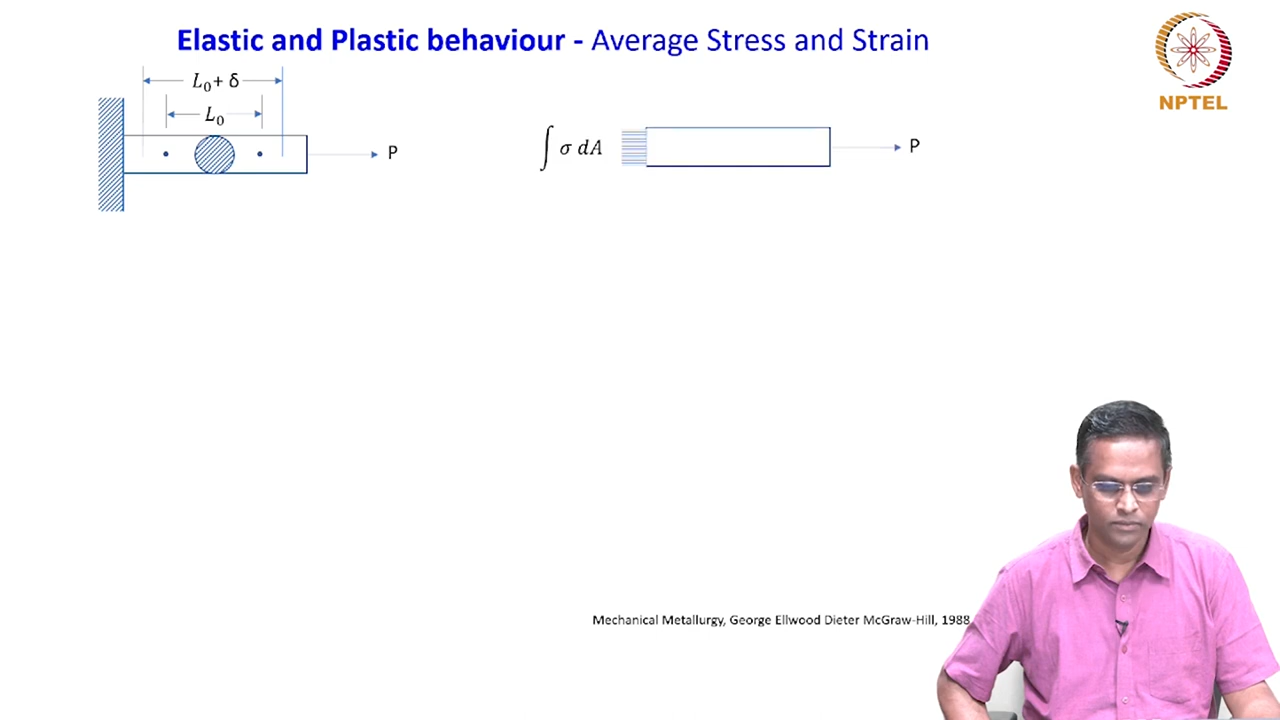 Elastic and Plastic behaviour - Average Stress and Strain
NPTEL
L₀+ δ
L₀
P
∫ σ dA
P
Mechanical Metallurgy, George Ellwood Dieter McGraw-Hill, 1988